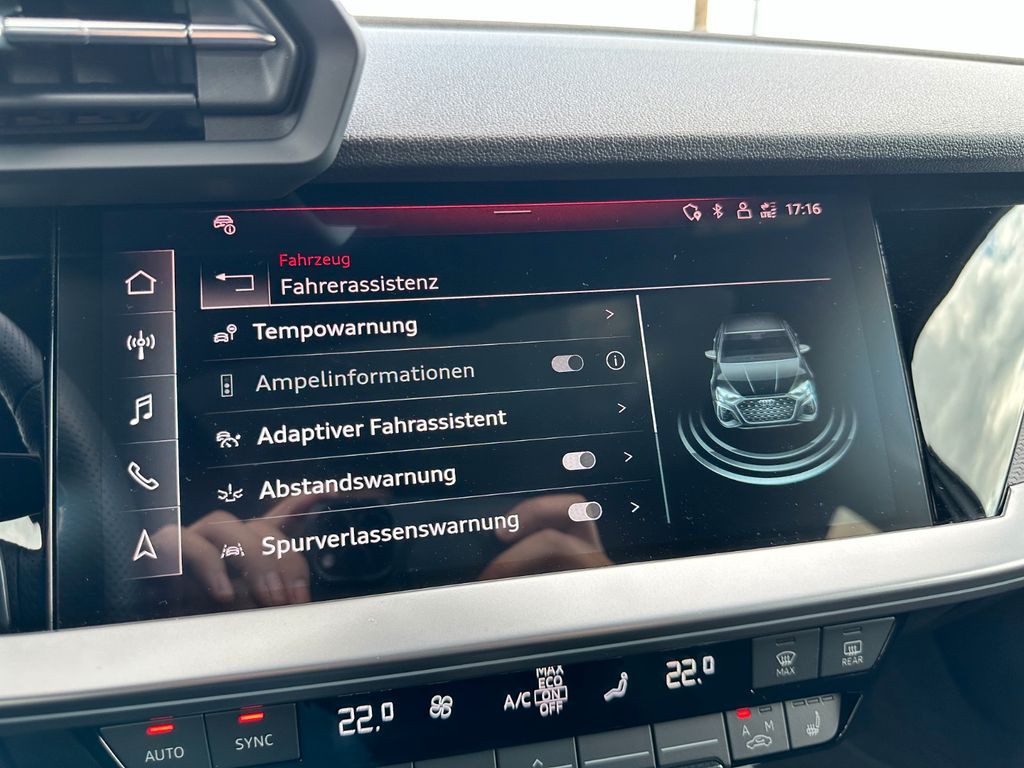 LTE 17:16
Fahrzeug
Fahrerassistenz
Tempowarnung
Ampelinformationen
Adaptiver Fahrassistent
Abstandswarnung
Spurverlassenswarnung
MAX
ECO
A/C ON
OFF
22.0
22.0
MAX
REAR
AUTO
SYNC
A M